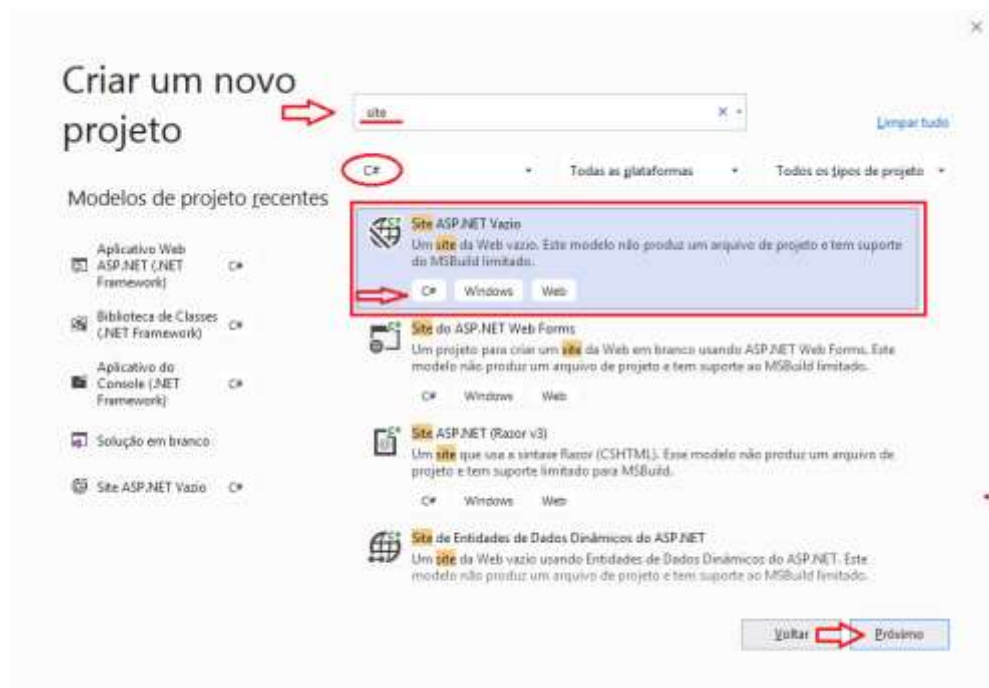 Criar um novo
projeto
site
Limpar tudo
C#
Todas as plataformas
Todos os tipos de projeto
Modelos de projeto recentes
Aplicativo Web
ASP.NET (.NET
Framework)
C#
Biblioteca de Classes
(.NET Framework)
C#
Aplicativo do
Console (.NET
Framework)
C#
Solução em branco
Site ASP.NET Vazio
C#
Site ASP.NET Vazio
Um site da Web vazio. Este modelo não produz um arquivo de projeto e tem suporte
do MSBuild limitado.
C# Windows Web
Site do ASP.NET Web Forms
Um projeto para criar um site da Web em branco usando ASP.NET Web Forms. Este
modelo não produz um arquivo de projeto e tem suporte ao MSBuild limitado.
C# Windows Web
Site ASP.NET (Razor v3)
Um site que usa a sintaxe Razor (CSHTML). Esse modelo não produz um arquivo de
projeto e tem suporte limitado para MSBuild.
C# Windows Web
Site de Entidades de Dados Dinâmicos do ASP.NET
Um site da Web vazio usando Entidades de Dados Dinâmicos do ASP.NET. Este
modelo não produz um arquivo de projeto e tem suporte ao MSBuild limitado.
Voltar
Próximo